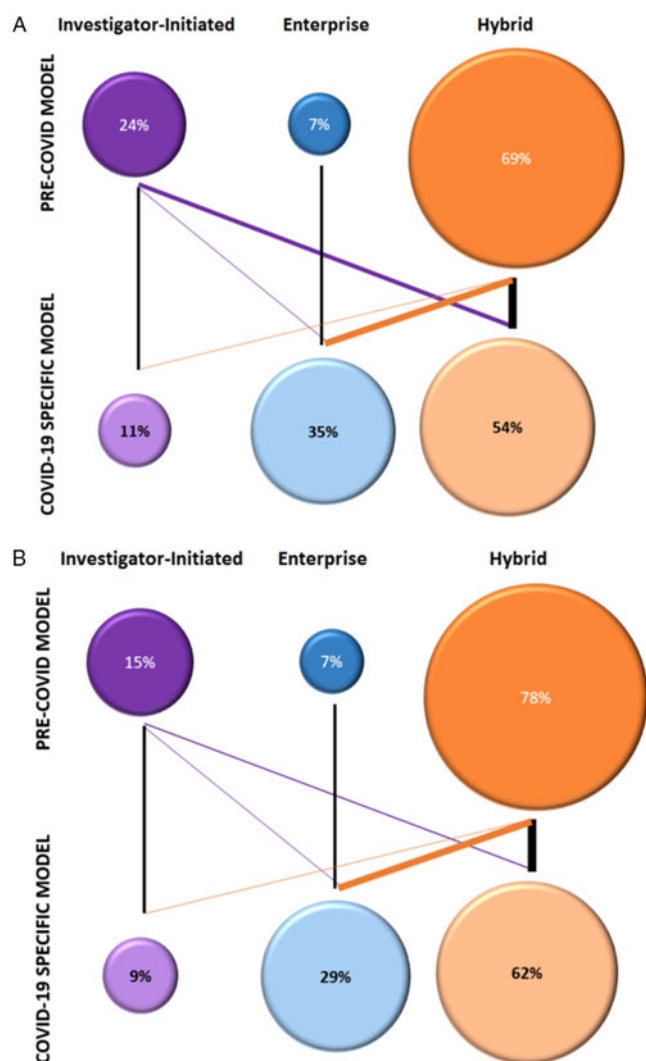 A
Investigator-Initiated Enterprise Hybrid
PRE-COVID MODEL
24% 7% 69%
COVID-19 SPECIFIC MODEL
11% 35% 54%
B
Investigator-Initiated Enterprise Hybrid
PRE-COVID MODEL
15% 7% 78%
COVID-19 SPECIFIC MODEL
9% 29% 62%